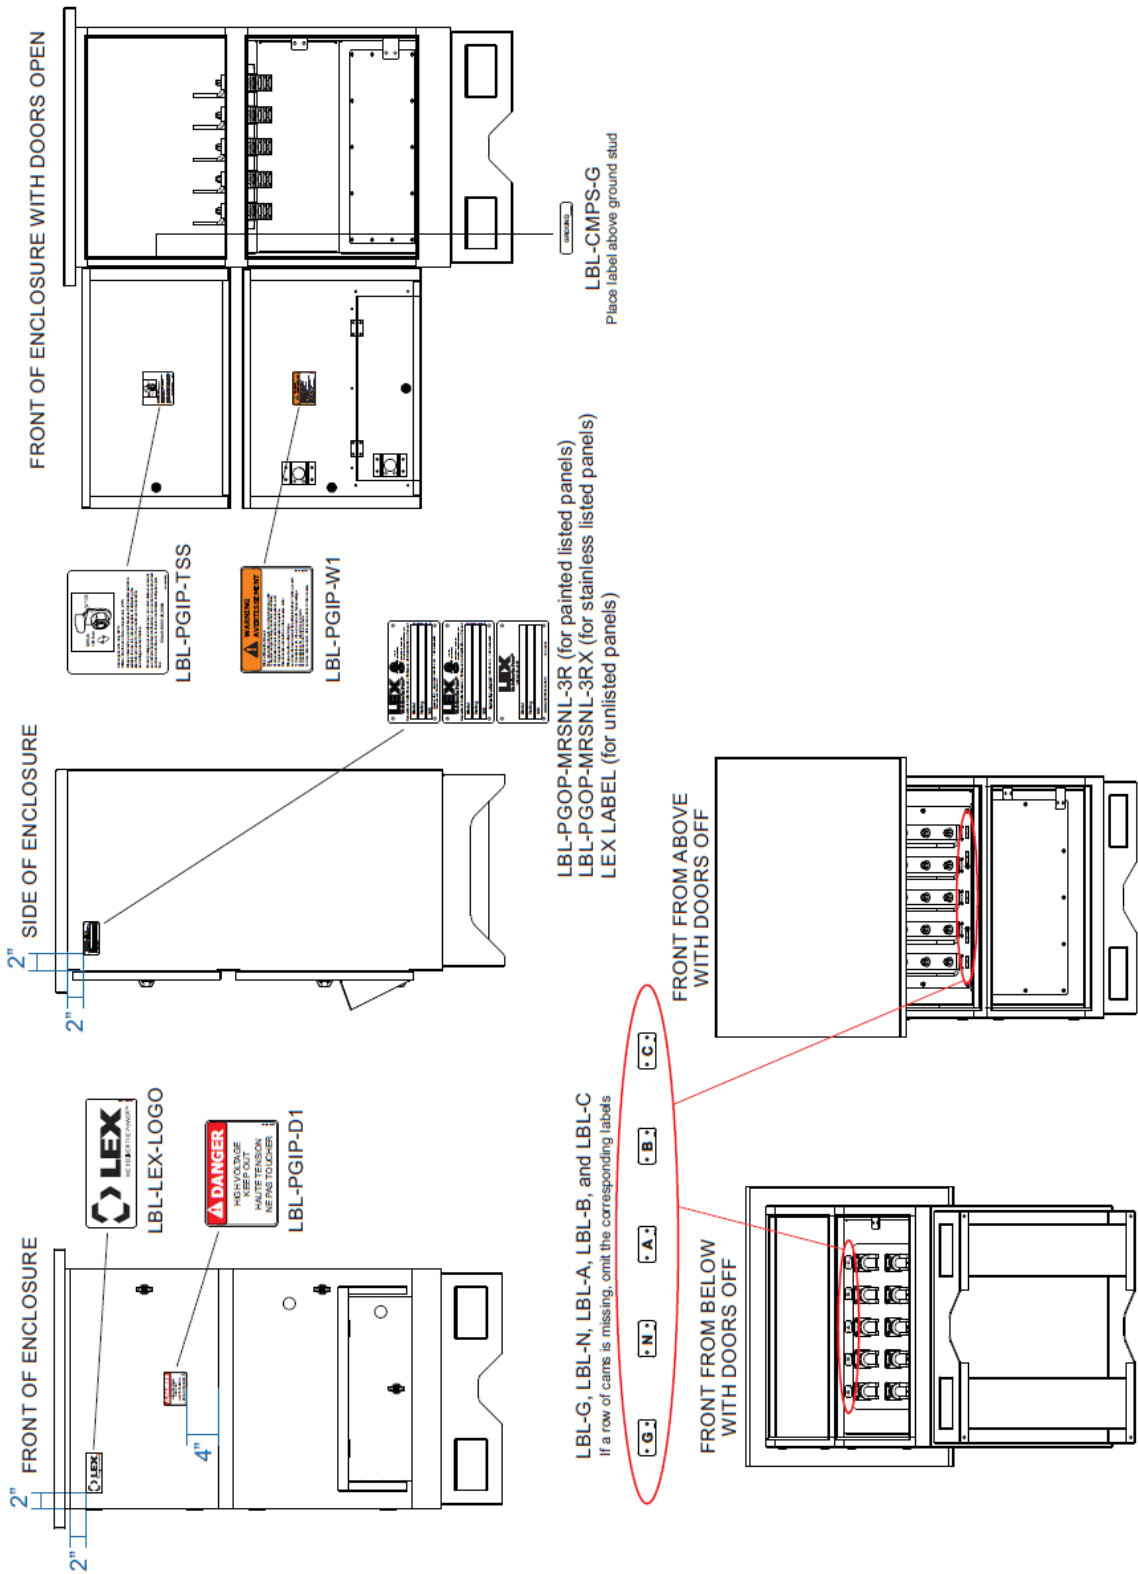 FRONT OF ENCLOSURE
2”
2”
LEX
4”
LEX
LBL-LEX-LOGO
DANGER
HIGH VOLTAGE
KEEP OUT
HAUTE TENSION
NE PAS TOUCHER
LBL-PGIP-D1
SIDE OF ENCLOSURE
2”
2”
LEX
LEX
LEX
LBL-PGOP-MRSNL-3R (for painted listed panels)
LBL-PGOP-MRSNL-3RX (for stainless listed panels)
LEX LABEL (for unlisted panels)
FRONT OF ENCLOSURE WITH DOORS OPEN
LBL-PGIP-TSS
WARNING
AVERTISSEMENT
LBL-PGIP-W1
GROUND
LBL-CMPS-G
Place label above ground stud
LBL-G, LBL-N, LBL-A, LBL-B, and LBL-C
If a row of cams is missing, omit the corresponding labels
G
N
A
B
C
FRONT FROM BELOW
WITH DOORS OFF
FRONT FROM ABOVE
WITH DOORS OFF